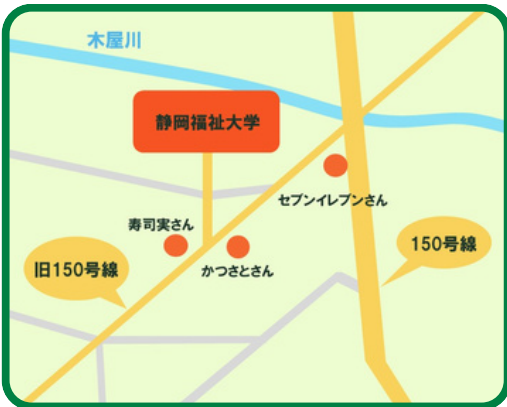 木屋川
静岡福祉大学
セブンイレブンさん
寿司実さん
150号線
旧150号線
かつさとさん